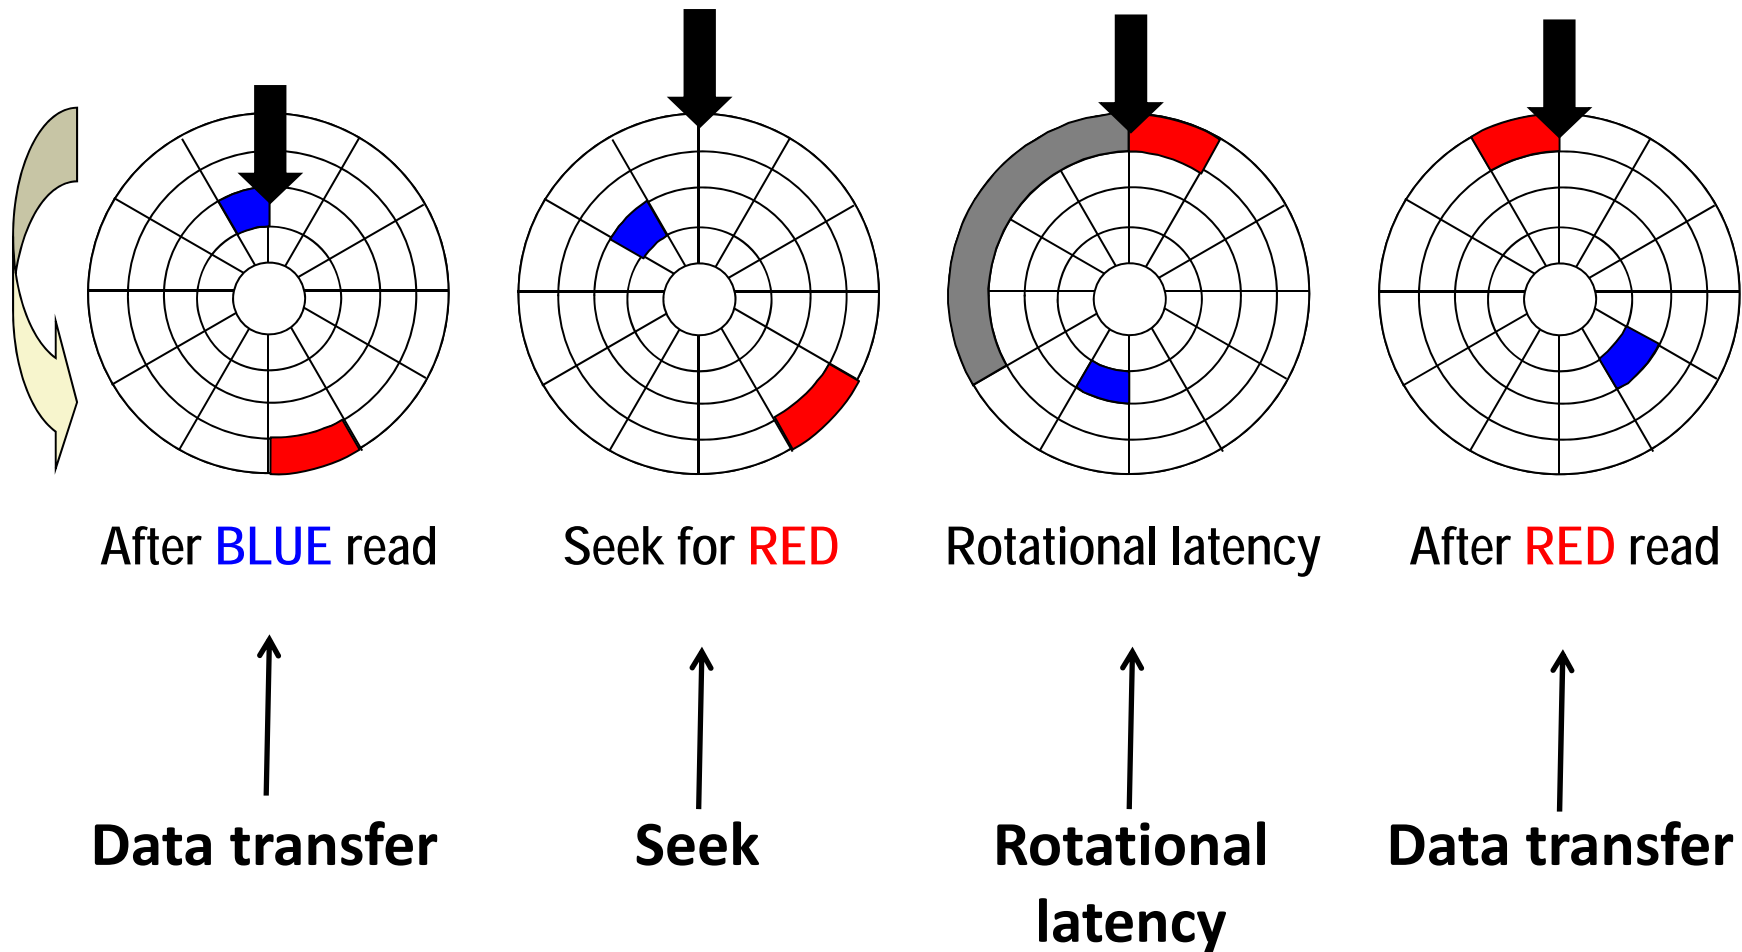 After BLUE read
Seek for RED
Rotational latency
After RED read
Data transfer
Seek
Rotational
latency
Data transfer